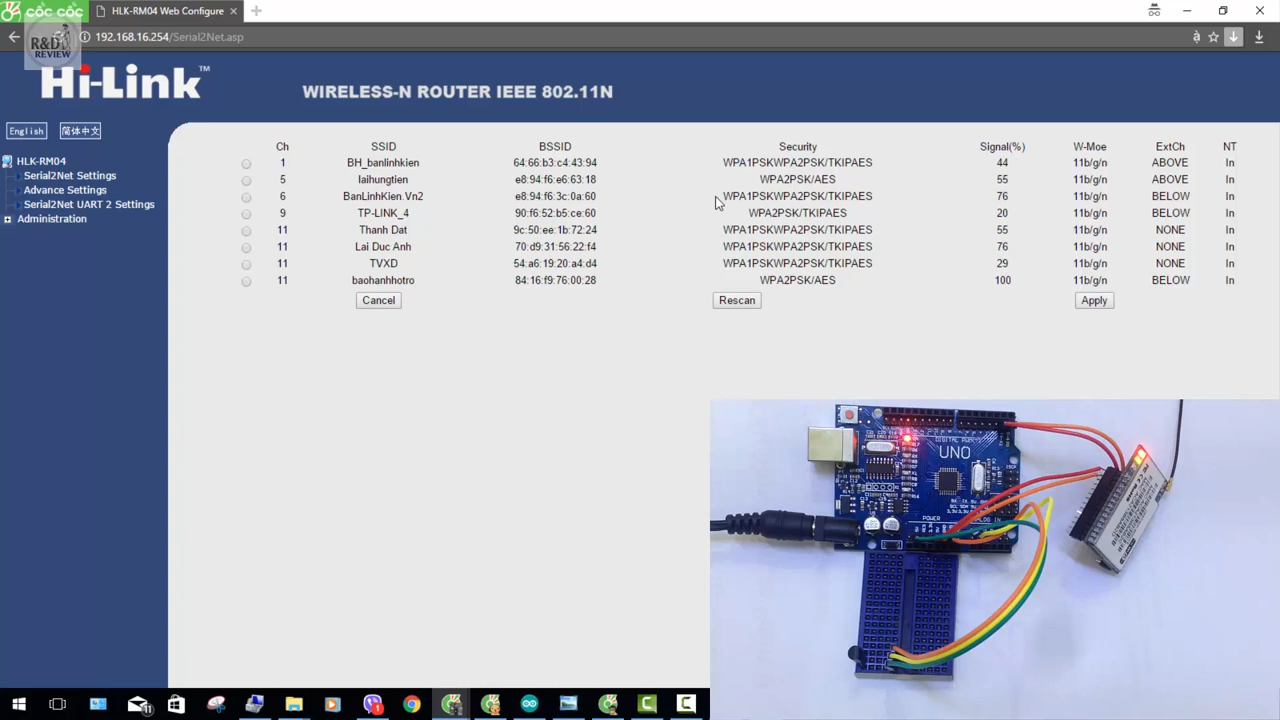 CỐC CỐC
HLK-RM04 Web Configure
R&D
REVIEW
192.168.16.254/Serial2Net.asp
Hi-Link™
WIRELESS-N ROUTER IEEE 802.11N
English
简体中文
HLK-RM04
Serial2Net Settings
Advance Settings
Serial2Net UART 2 Settings
Administration
Ch SSID BSSID Security Signal(%) W-Moe ExtCh NT
1 BH_banlinhkien 64:66:b3:c4:43:94 WPA1PSKWPA2PSK/TKIPAES 44 11b/g/n ABOVE In
5 laihungtien e8:94:f6:e6:63:18 WPA2PSK/AES 55 11b/g/n ABOVE In
6 BanLinhKien.Vn2 e8:94:f6:3c:0a:60 WPA1PSKWPA2PSK/TKIPAES 76 11b/g/n BELOW In
9 TP-LINK_4 90:f6:52:b5:ce:60 WPA2PSK/TKIPAES 20 11b/g/n BELOW In
11 Thanh Dat 9c:50:ee:1b:72:24 WPA1PSKWPA2PSK/TKIPAES 55 11b/g/n NONE In
11 Lai Duc Anh 70:d9:31:56:22:f4 WPA1PSKWPA2PSK/TKIPAES 76 11b/g/n NONE In
11 TVXD 54:a6:19:20:a4:d4 WPA1PSKWPA2PSK/TKIPAES 29 11b/g/n NONE In
11 baohanhhotro 84:16:f9:76:00:28 WPA2PSK/AES 100 11b/g/n BELOW In
Cancel Rescan Apply
UNO
POWER
ANALOG IN